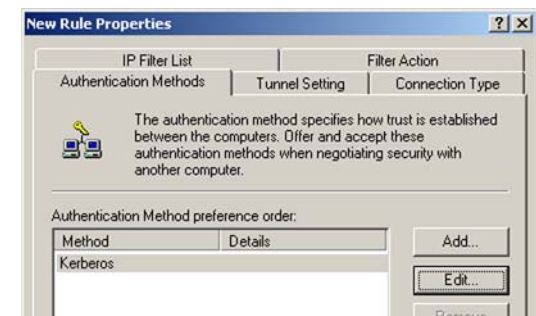 New Rule Properties
IP Filter List
Filter Action
Authentication Methods
Tunnel Setting
Connection Type
The authentication method specifies how trust is established
between the computers. Offer and accept these
authentication methods when negotiating security with
another computer.
Authentication Method preference order:
Method
Details
Add...
Kerberos
Edit...